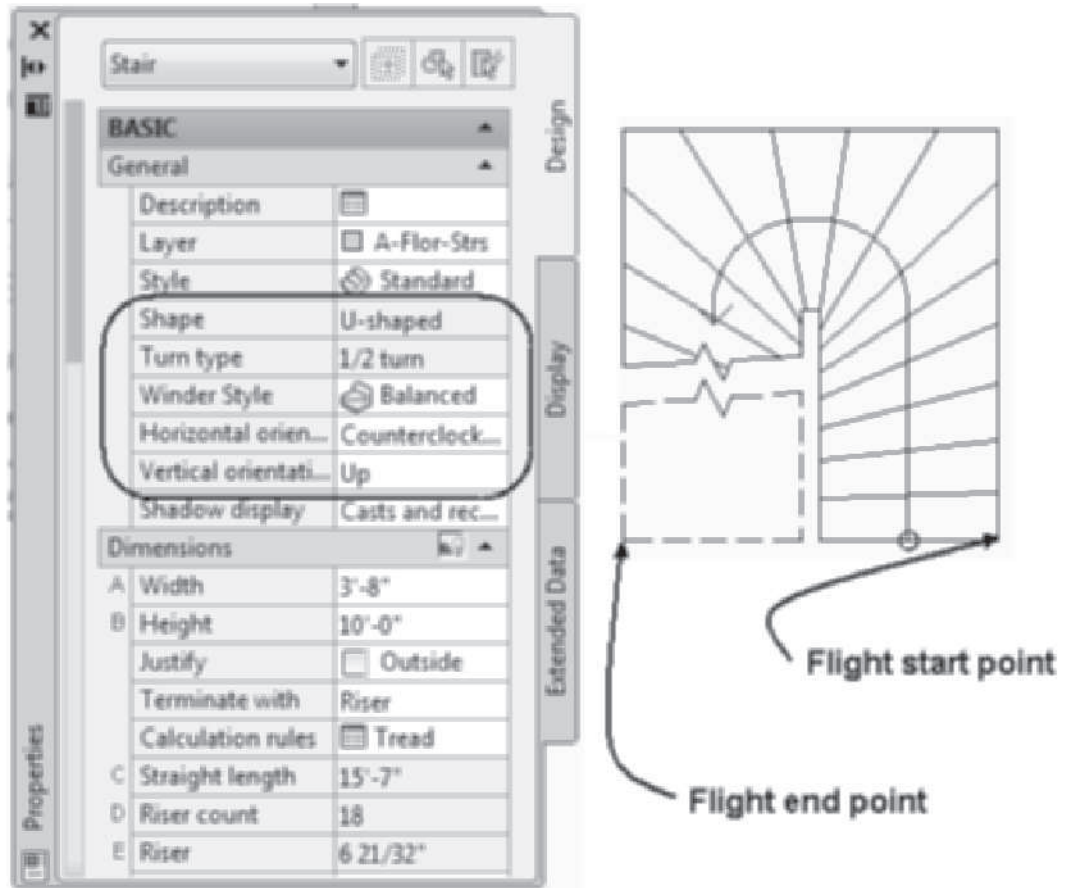 Stair
BASIC
General
Description
Layer A-Flor-Strs
Style Standard
Shape U-shaped
Turn type 1/2 turn
Winder Style Balanced
Horizontal orien... Counterclock...
Vertical orientati... Up
Shadow display Casts and rec...
Dimensions
A Width 3'-8"
B Height 10'-0"
Justify Outside
Terminate with Riser
Calculation rules Tread
C Straight length 15'-7"
D Riser count 18
E Riser 6 21/32"
Design
Display
Extended Data
Properties
Flight start point
Flight end point